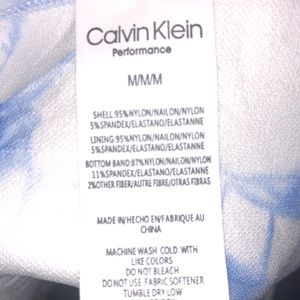 Calvin Klein
Performance
M/M/M
SHELL:95%NYLON/NAILON/NYLON
5%SPANDEX/ELASTANO/ELASTANNE
LINING:95%NYLON/NAILON/NYLON
5%SPANDEX/ELASTANO/ELASTANNE
BOTTOM BAND:87%NYLON/NAILON/NYLON
11%SPANDEX/ELASTANO/ELASTANNE
2%OTHER FIBER/AUTRE FIBRE/OTRAS FIBRAS
MADE IN/HECHO EN/FABRIQUE AU
CHINA
MACHINE WASH COLD WITH
LIKE COLORS
DO NOT BLEACH
DO NOT USE FABRIC SOFTENER
TUMBLE DRY LOW